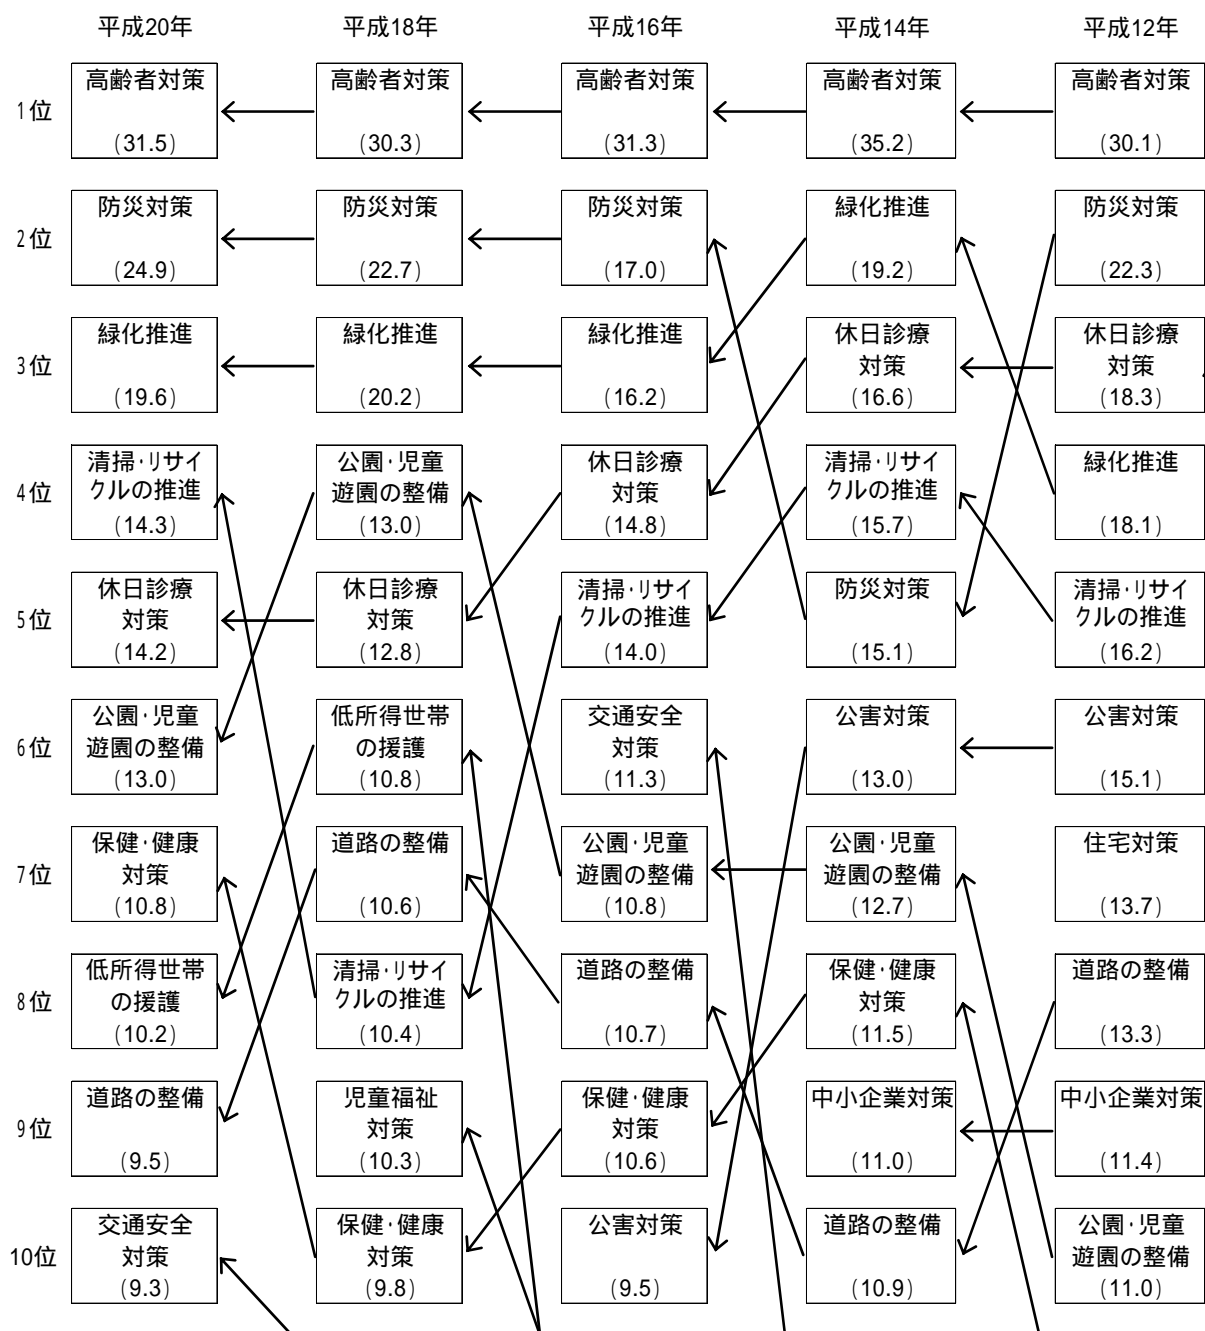 平成20年 平成18年 平成16年 平成14年 平成12年
1位
高齢者対策 高齢者対策 高齢者対策 高齢者対策 高齢者対策
(31.5) (30.3) (31.3) (35.2) (30.1)
2位
防災対策 防災対策 防災対策 緑化推進 防災対策
(24.9) (22.7) (17.0) (19.2) (22.3)
3位
緑化推進 緑化推進 緑化推進 休日診療 休日診療
対策 対策
(19.6) (20.2) (16.2) (16.6) (18.3)
4位
清掃・リサイ 公園・児童 休日診療 清掃・リサイ 緑化推進
クルの推進 遊園の整備 対策 クルの推進
(14.3) (13.0) (14.8) (15.7) (18.1)
5位
休日診療 休日診療 清掃・リサイ 防災対策 清掃・リサイ
対策 対策 クルの推進 クルの推進
(14.2) (12.8) (14.0) (15.1) (16.2)
6位
公園・児童 低所得世帯 交通安全 公害対策 公害対策
遊園の整備 の援護 対策
(13.0) (10.8) (11.3) (13.0) (15.1)
7位
保健・健康 道路の整備 公園・児童 公園・児童 住宅対策
対策 遊園の整備 遊園の整備
(10.8) (10.6) (10.8) (12.7) (13.7)
8位
低所得世帯 清掃・リサイ 道路の整備 保健・健康 道路の整備
の援護 クルの推進 対策
(10.2) (10.4) (10.7) (11.5) (13.3)
9位
道路の整備 児童福祉 保健・健康 中小企業対策 中小企業対策
対策 対策
(9.5) (10.3) (10.6) (11.0) (11.4)
10位
交通安全 保健・健康 公害対策 道路の整備 公園・児童
対策 対策 遊園の整備
(9.3) (9.8) (9.5) (10.9) (11.0)